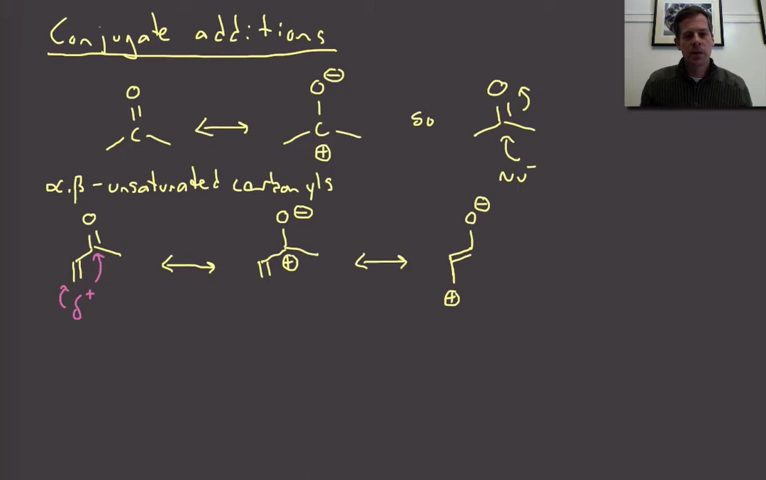 Conjugate additions
O O⊖ O
C ↔ C⊕ so Nu⁻
α,β-unsaturated carbonyls
O O⊖ O⊖
δ+ ↔ ⊕ ↔ ⊕